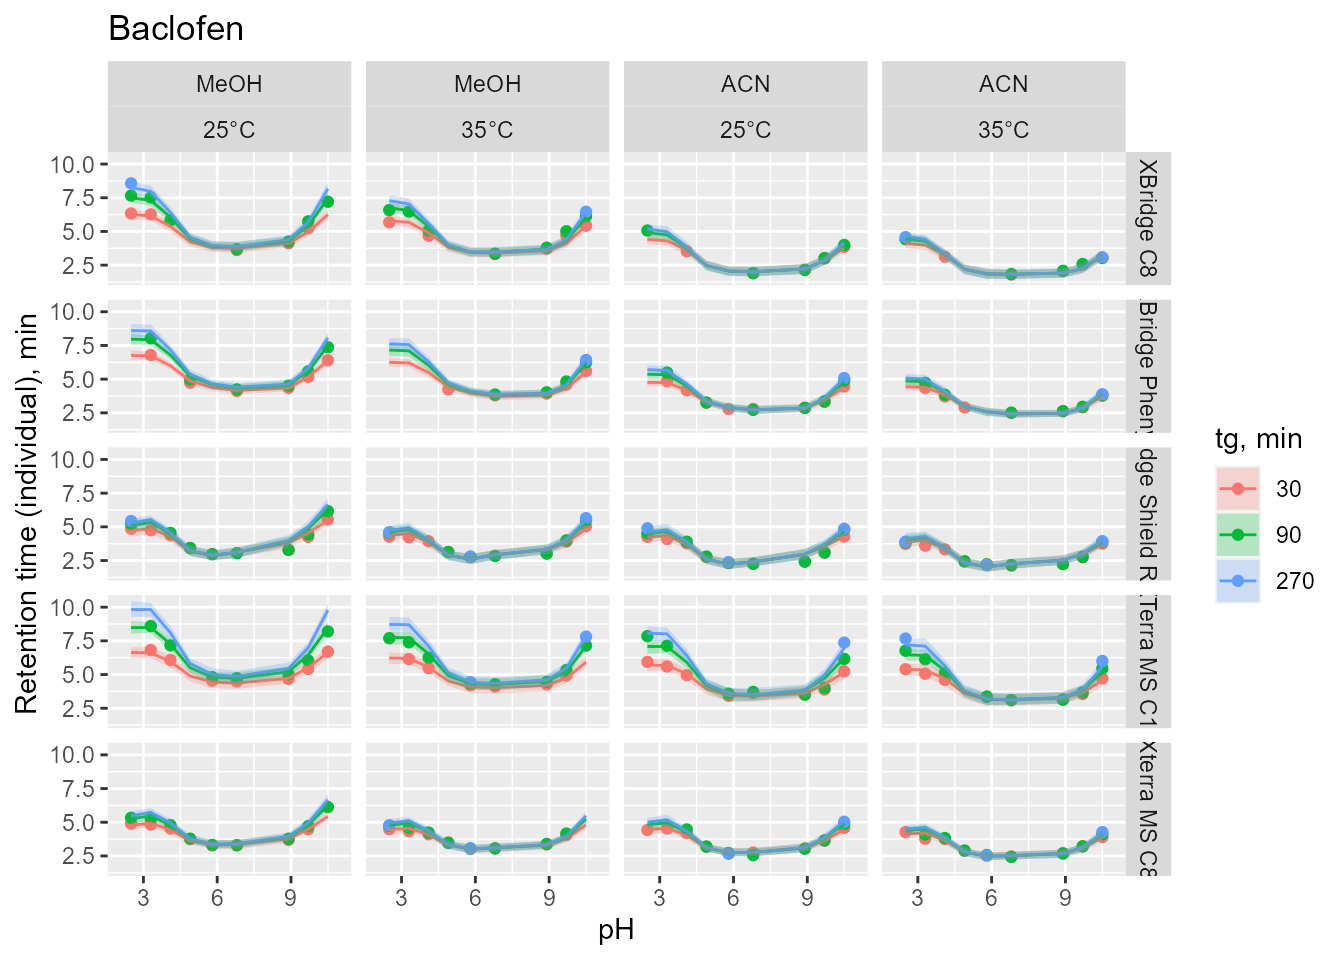 Baclofen
MeOH MeOH ACN ACN
25°C 35°C 25°C 35°C
10.0
7.5
5.0
2.5
XBridge C8
10.0
7.5
5.0
2.5
Bridge Pheny
10.0
7.5
5.0
2.5
dge Shield R
10.0
7.5
5.0
2.5
Terra MS C1
10.0
7.5
5.0
2.5
Xterra MS C8
3 6 9 3 6 9 3 6 9 3 6 9
pH
Retention time (individual), min
tg, min
30
90
270